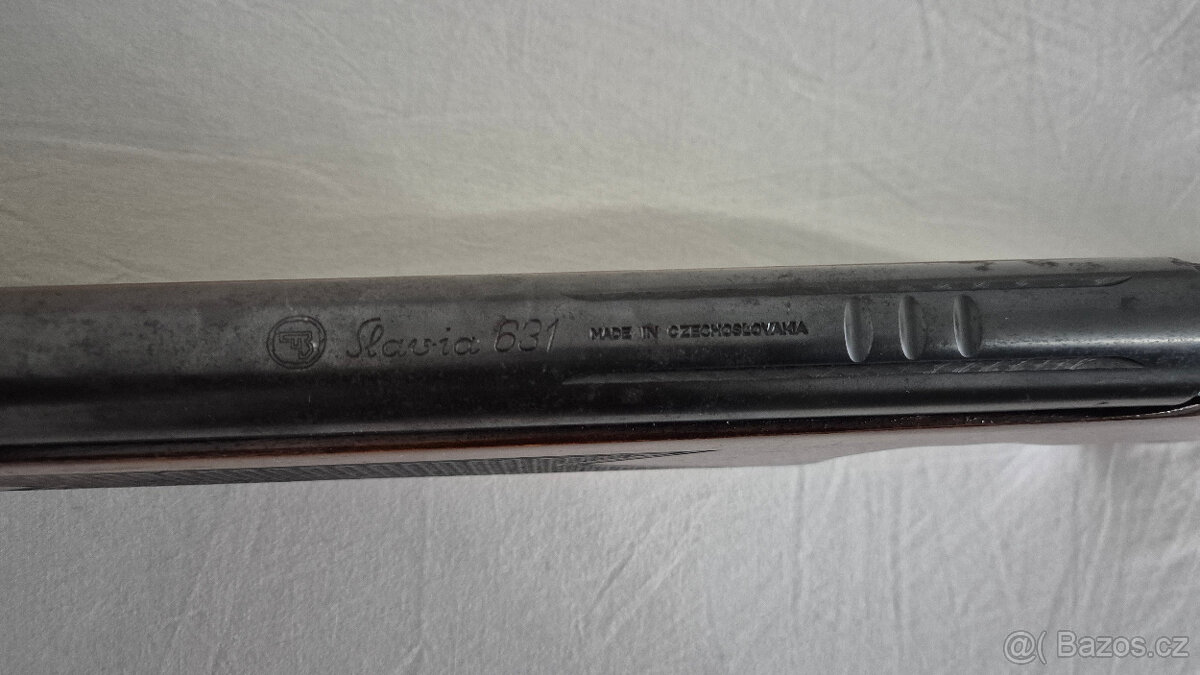 Slavia 631 MADE IN CZECHOSLOVAKIA
@( Bazos.cz